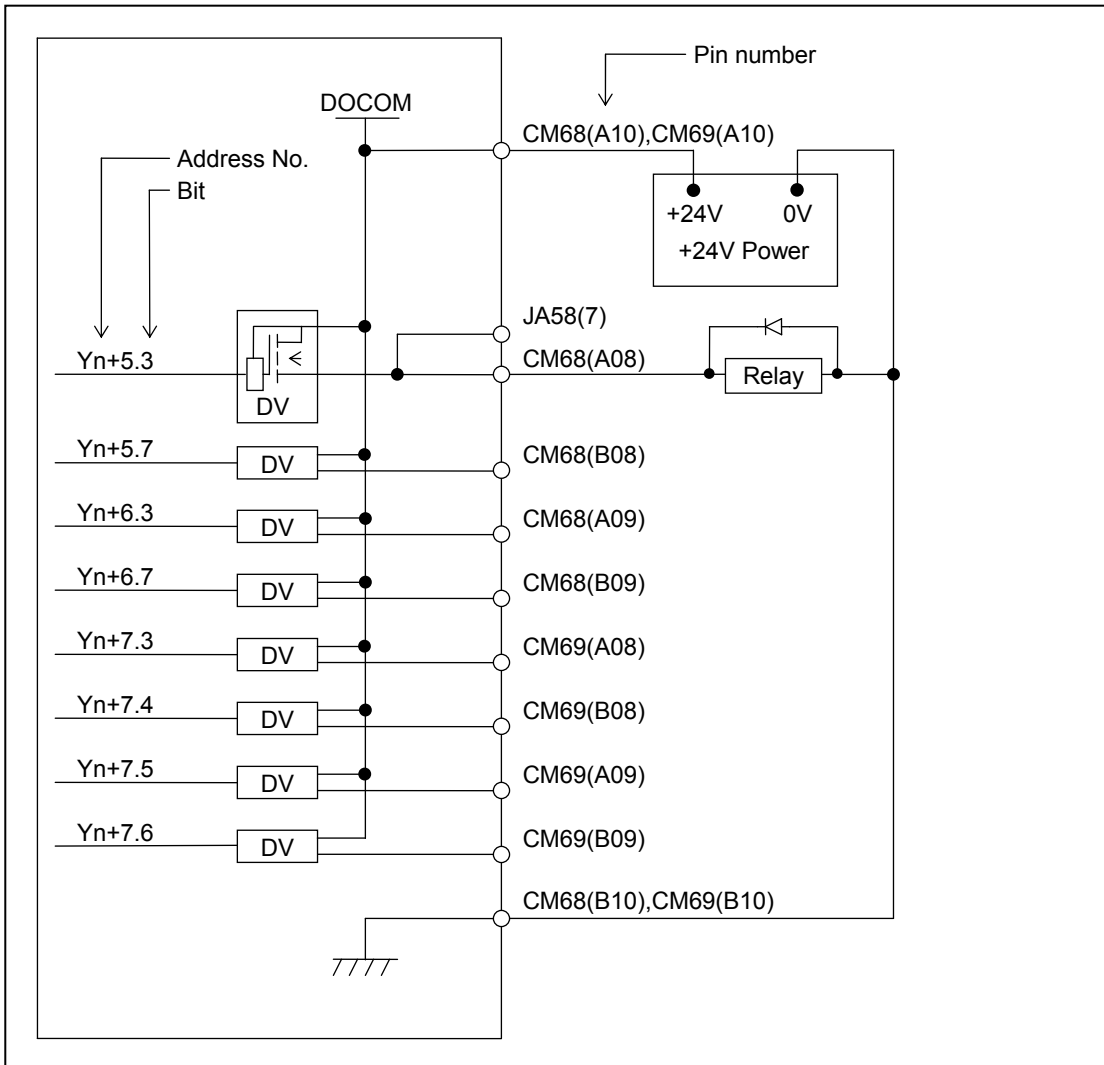 Pin number
DOCOM
CM68(A10),CM69(A10)
Address No.
Bit
+24V 0V
+24V Power
JA58(7)
Yn+5.3
CM68(A08)
Relay
DV
Yn+5.7
DV
CM68(B08)
Yn+6.3
DV
CM68(A09)
Yn+6.7
DV
CM68(B09)
Yn+7.3
DV
CM69(A08)
Yn+7.4
DV
CM69(B08)
Yn+7.5
DV
CM69(A09)
Yn+7.6
DV
CM69(B09)
CM68(B10),CM69(B10)